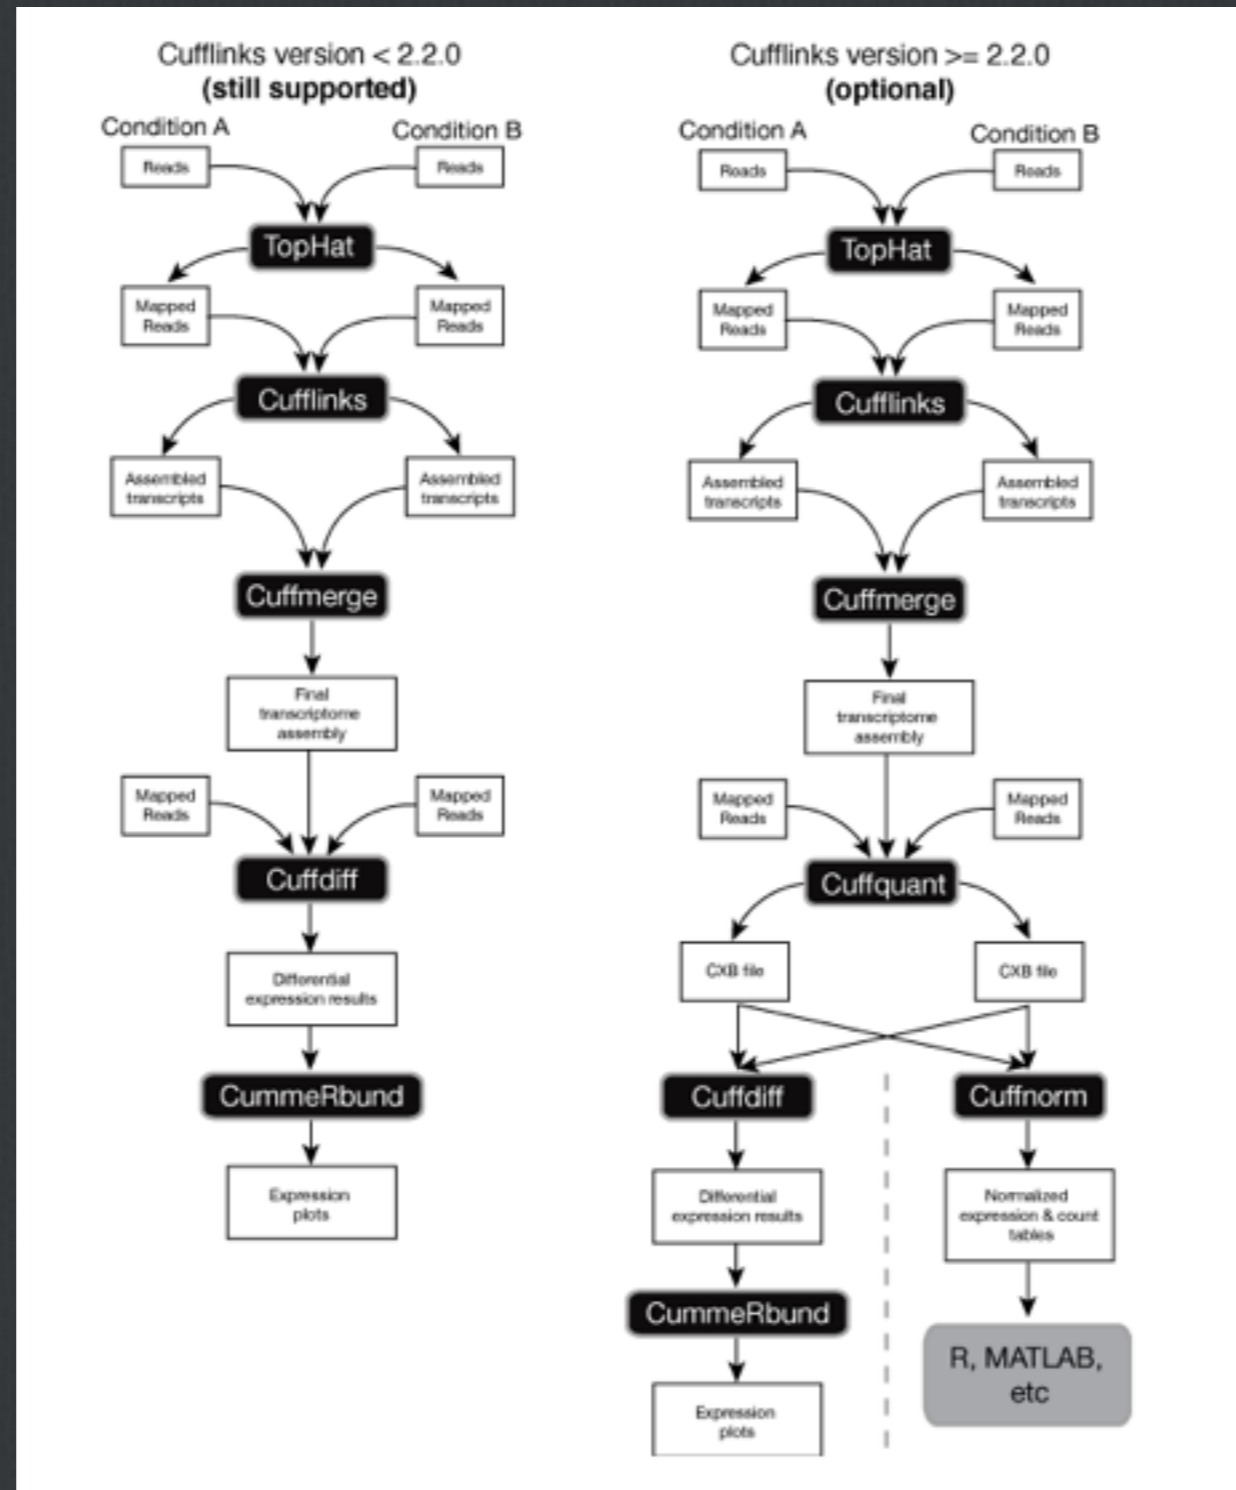 Cufflinks version < 2.2.0
(still supported)
Condition A
Condition B
Reads
Reads
TopHat
Mapped
Reads
Mapped
Reads
Cufflinks
Assembled
transcripts
Assembled
transcripts
Cuffmerge
Final
transcriptome
assembly
Mapped
Reads
Mapped
Reads
Cuffdiff
Differential
expression results
CummeRbund
Expression
plots
Cufflinks version >= 2.2.0
(optional)
Condition A
Condition B
Reads
Reads
TopHat
Mapped
Reads
Mapped
Reads
Cufflinks
Assembled
transcripts
Assembled
transcripts
Cuffmerge
Final
transcriptome
assembly
Mapped
Reads
Mapped
Reads
Cuffquant
CXB file
CXB file
Cuffdiff
Differential
expression results
CummeRbund
Expression
plots
Cuffnorm
Normalized
expression & count
tables
R, MATLAB,
etc